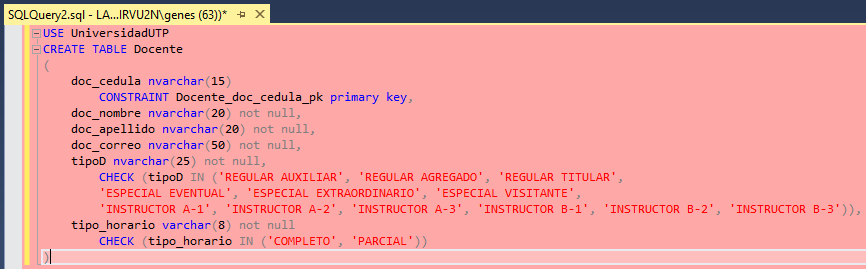 SQLQuery2.sql - LA...IRVU2N\genes (63))*
USE UniversidadUTP
CREATE TABLE Docente
(
doc_cedula nvarchar(15)
CONSTRAINT Docente_doc_cedula_pk primary key,
doc_nombre nvarchar(20) not null,
doc_apellido nvarchar(20) not null,
doc_correo nvarchar(50) not null,
tipoD nvarchar(25) not null,
CHECK (tipoD IN ('REGULAR AUXILIAR', 'REGULAR AGREGADO', 'REGULAR TITULAR',
'ESPECIAL EVENTUAL', 'ESPECIAL EXTRAORDINARIO', 'ESPECIAL VISITANTE',
'INSTRUCTOR A-1', 'INSTRUCTOR A-2', 'INSTRUCTOR A-3', 'INSTRUCTOR B-1', 'INSTRUCTOR B-2', 'INSTRUCTOR B-3')),
tipo_horario varchar(8) not null
CHECK (tipo_horario IN ('COMPLETO', 'PARCIAL'))
)